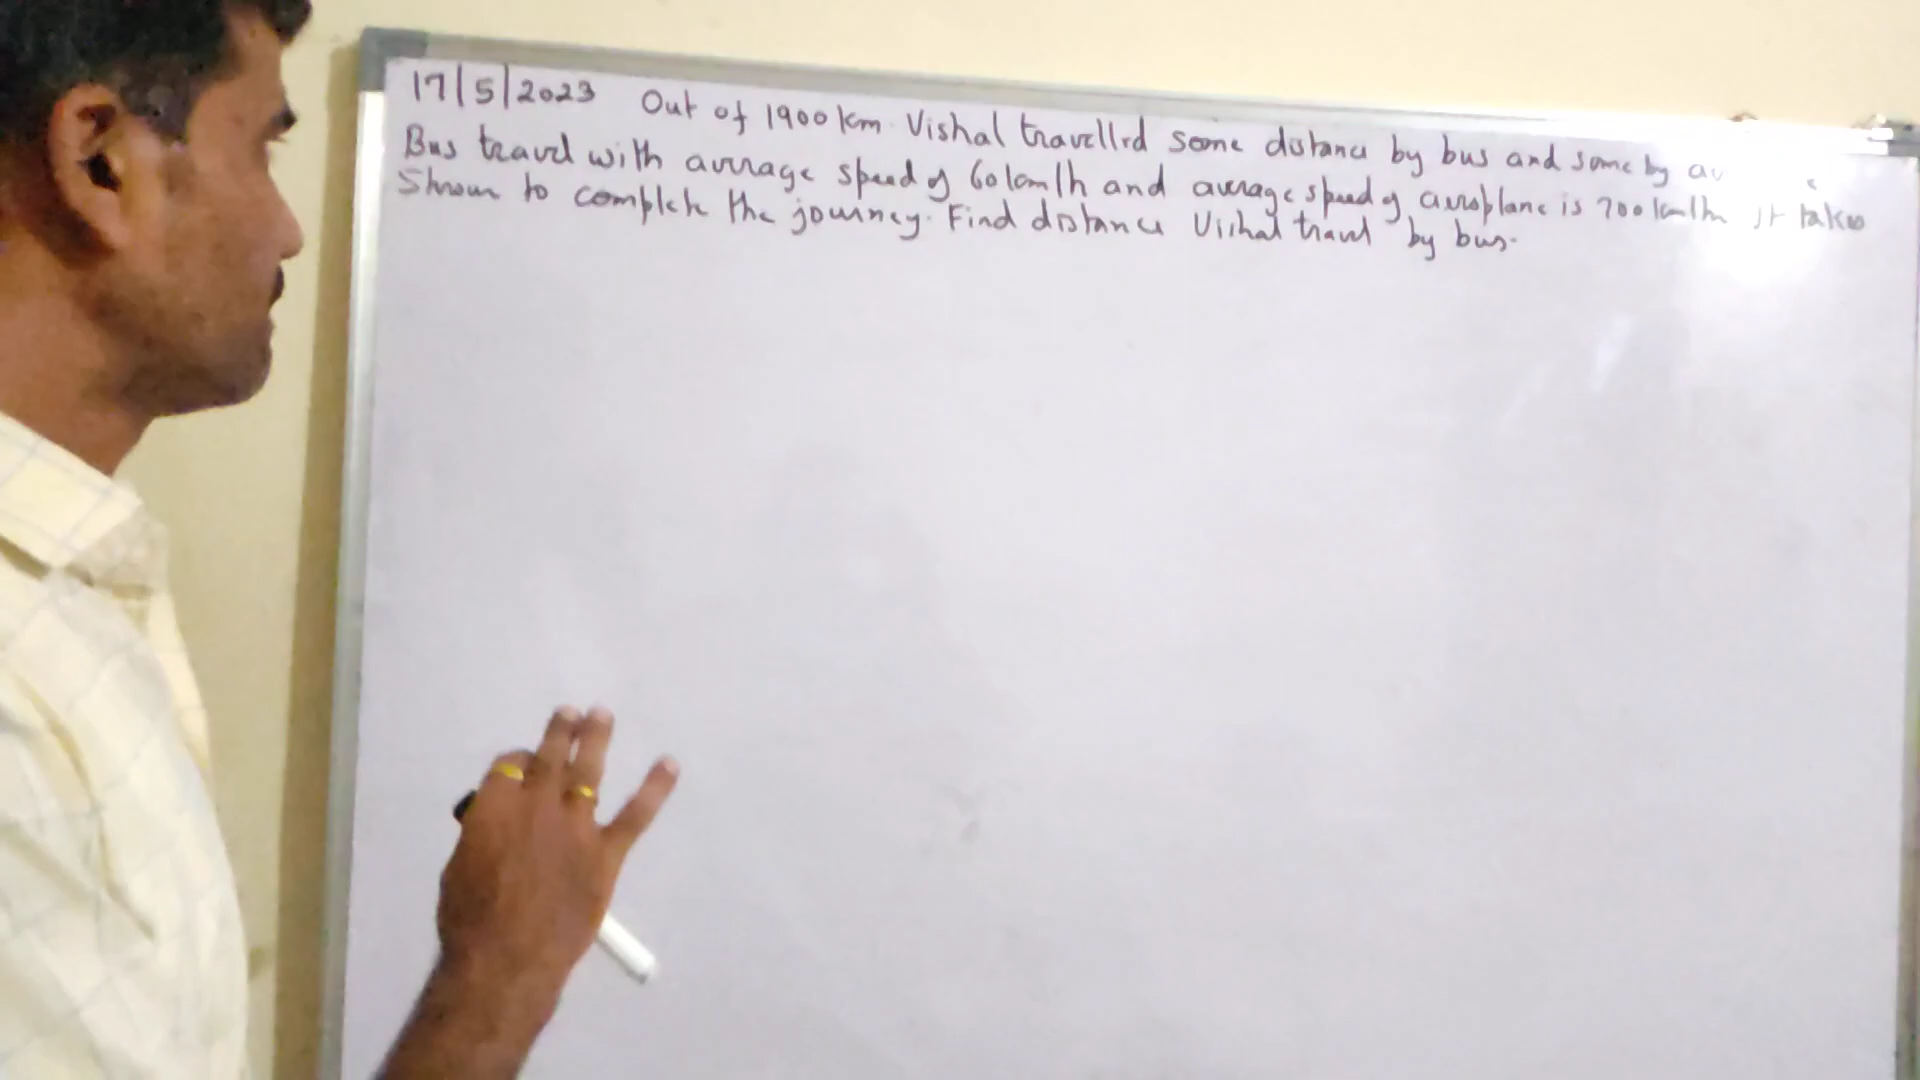 17/5/2023 Out of 1900 km. Vishal travelled some distance by bus and some by
Bus travel with average speed of 60 km/h and average speed of aeroplane is 700 km/hr It takes
5 hour to complete the journey. Find distance Vishal travel by bus.